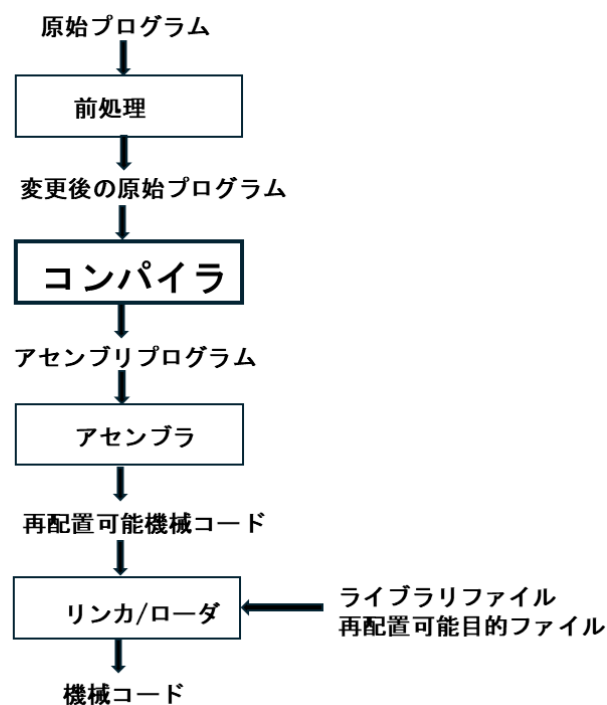 原始プログラム
前処理
変更後の原始プログラム
コンパイラ
アセンブリプログラム
アセンブラ
再配置可能機械コード
リンカ/ローダ
ライブラリファイル
再配置可能目的ファイル
機械コード